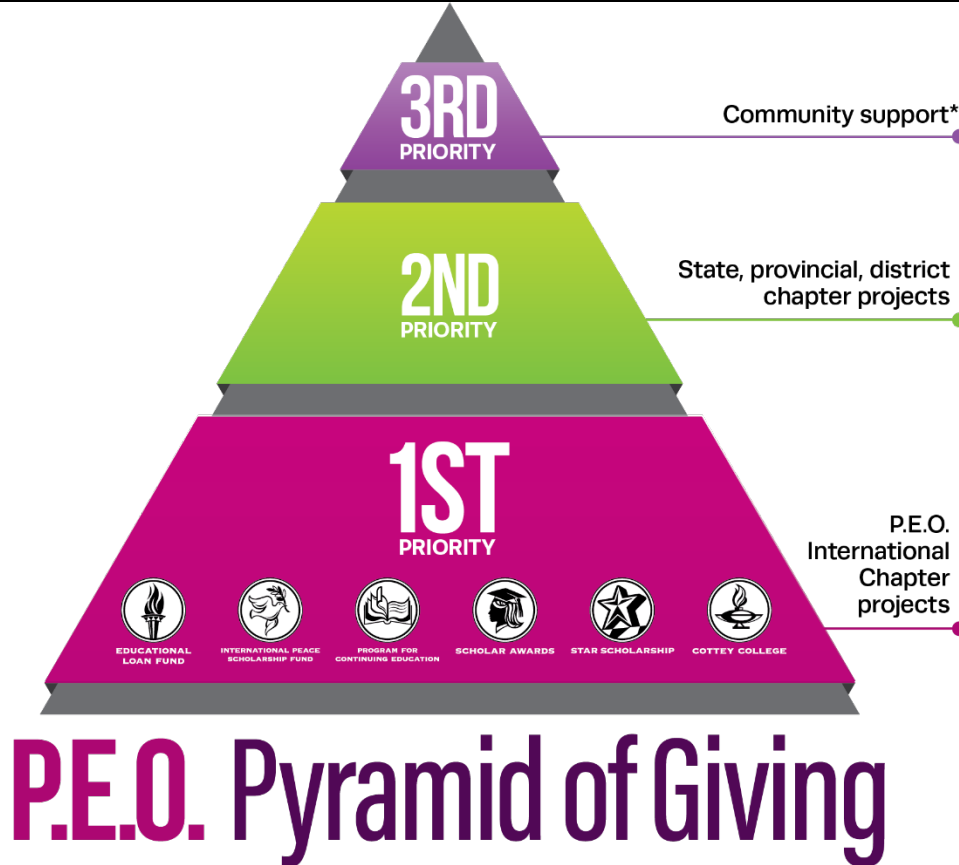 3RD
PRIORITY
Community support*
2ND
PRIORITY
State, provincial, district
chapter projects
1ST
PRIORITY
P.E.O.
International
Chapter
projects
EDUCATIONAL
LOAN FUND
INTERNATIONAL PEACE
SCHOLARSHIP FUND
PROGRAM FOR
CONTINUING EDUCATION
SCHOLAR AWARDS
STAR SCHOLARSHIP
COTTEY COLLEGE
P.E.O. Pyramid of Giving